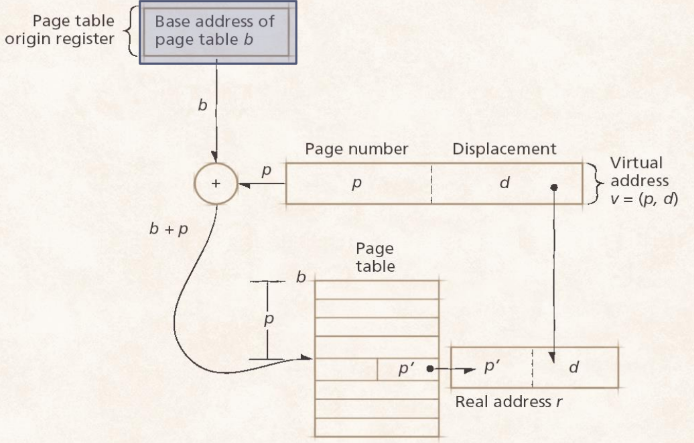 Page table
origin register
Base address of
page table b
b
Page number
Displacement
+
p
p
d
Virtual
address
v = (p, d)
b + p
Page
table
b
p
p′
p′
d
Real address r